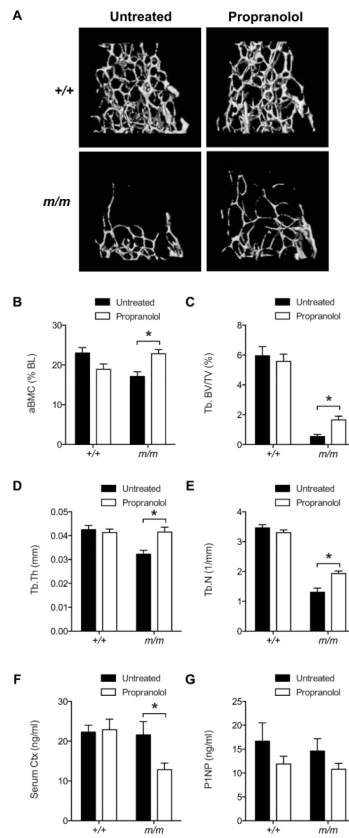 A
Untreated Propranolol
+/+
m/m
B
Untreated
Propranolol
aBMC (% BL)
30
20
10
0
*
+/+ m/m
C
Untreated
Propranolol
Tb. BV/TV (%)
8
6
4
2
0
*
+/+ m/m
D
Untreated
Propranolol
Tb.Th (mm)
0.05
0.04
0.03
0.02
0.01
0.00
*
+/+ m/m
E
Untreated
Propranolol
Tb.N (1/mm)
4
3
2
1
0
*
+/+ m/m
F
Untreated
Propranolol
Serum Ctx (ng/ml)
30
20
10
0
*
+/+ m/m
G
Untreated
Propranolol
P1NP (ng/ml)
25
20
15
10
5
0
+/+ m/m